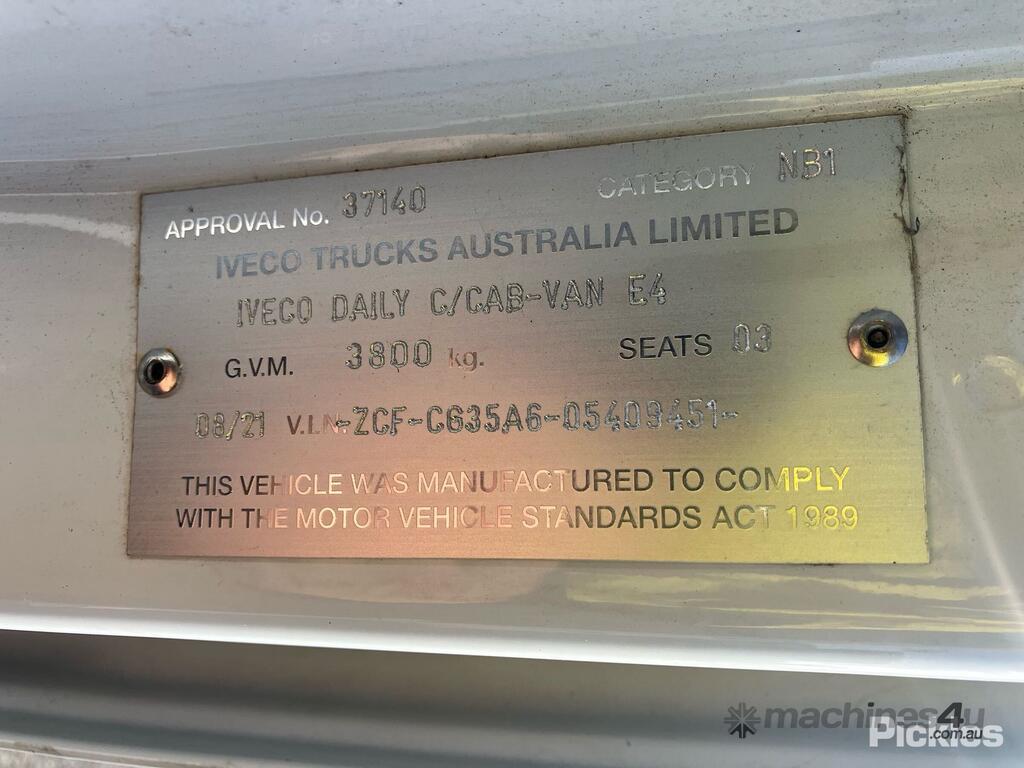 APPROVAL No. 37140 CATEGORY NB1
IVECO TRUCKS AUSTRALIA LIMITED
IVECO DAILY C/CAB-VAN E4
G.V.M. 3800 kg. SEATS 03
08/21 V.I.N.-ZCF-C635A6-05409451-
THIS VEHICLE WAS MANUFACTURED TO COMPLY
WITH THE MOTOR VEHICLE STANDARDS ACT 1989
machines4u
.com.au
Pickles